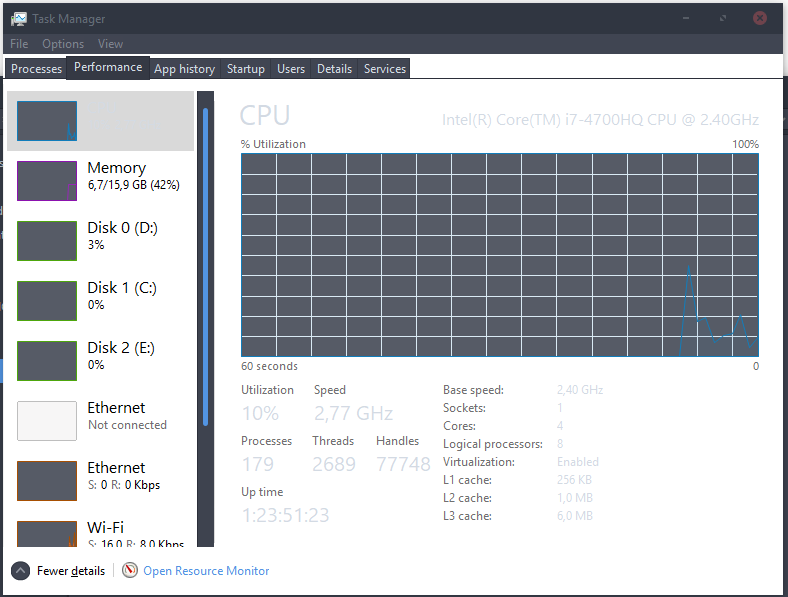 Task Manager
File Options View
Processes Performance App history Startup Users Details Services
Memory
6,7/15,9 GB (42%)
Disk 0 (D:)
3%
Disk 1 (C:)
0%
Disk 2 (E:)
0%
Ethernet
Not connected
Ethernet
S: 0 R: 0 Kbps
Wi-Fi
S: 16,0 R: 8,0 Kbps
CPU Intel(R) Core(TM) i7-4700HQ CPU @ 2.40GHz
% Utilization 100%
60 seconds 0
Utilization Speed
10% 2,77 GHz
Processes Threads Handles
179 2689 77748
Up time
1:23:51:23
Base speed: 2,40 GHz
Sockets: 1
Cores: 4
Logical processors: 8
Virtualization: Enabled
L1 cache: 256 KB
L2 cache: 1,0 MB
L3 cache: 6,0 MB
Fewer details Open Resource Monitor